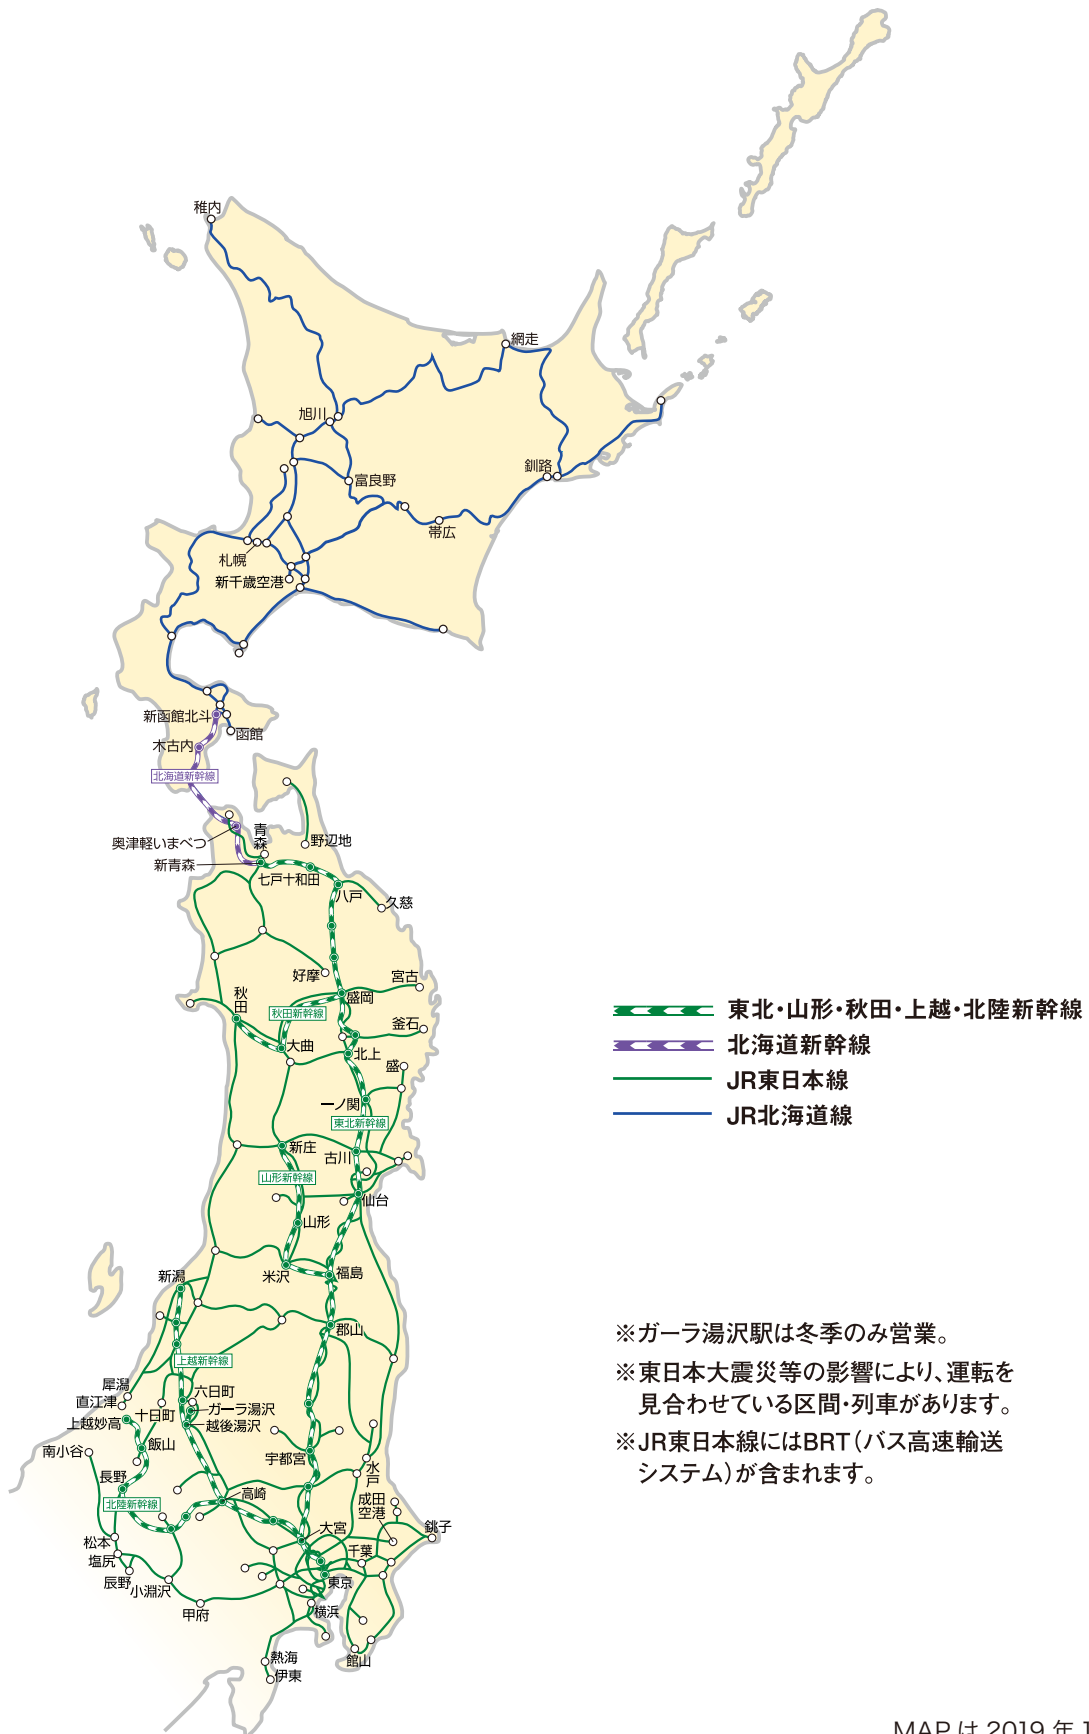 稚内
網走
旭川
釧路
富良野
帯広
札幌
新千歳空港
新函館北斗
函館
木古内
北海道新幹線
奥津軽いまべつ
青森
野辺地
新青森
七戸十和田
八戸
久慈
好摩
宮古
秋田
盛岡
秋田新幹線
釜石
大曲
北上
盛
一ノ関
東北新幹線
新庄
古川
山形新幹線
仙台
山形
新潟
米沢
福島
郡山
上越新幹線
犀潟
六日町
直江津
ガーラ湯沢
十日町
上越妙高
越後湯沢
飯山
南小谷
宇都宮
水戸
長野
高崎
成田
空港
北陸新幹線
大宮
銚子
松本
千葉
塩尻
辰野
小淵沢
東京
甲府
横浜
熱海
館山
伊東
東北・山形・秋田・上越・北陸新幹線
北海道新幹線
JR東日本線
JR北海道線
※ガーラ湯沢駅は冬季のみ営業。
※東日本大震災等の影響により、運転を
見合わせている区間・列車があります。
※JR東日本線にはBRT（バス高速輸送
システム）が含まれます。
MAP は 2019 年 1